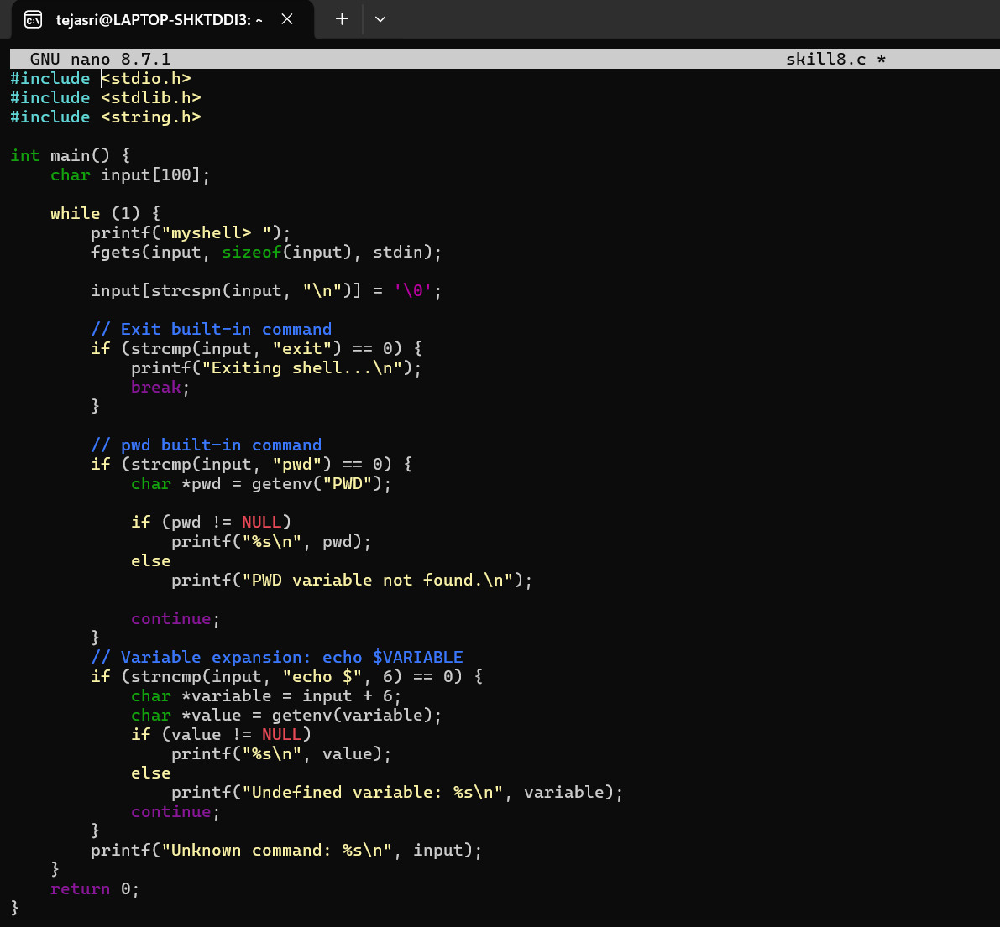 tejasri@LAPTOP-SHKTDDI3: ~
GNU nano 8.7.1 skill8.c *
#include <stdio.h>
#include <stdlib.h>
#include <string.h>

int main() {
    char input[100];

    while (1) {
        printf("myshell> ");
        fgets(input, sizeof(input), stdin);

        input[strcspn(input, "\n")] = '\0';

        // Exit built-in command
        if (strcmp(input, "exit") == 0) {
            printf("Exiting shell...\n");
            break;
        }

        // pwd built-in command
        if (strcmp(input, "pwd") == 0) {
            char *pwd = getenv("PWD");

            if (pwd != NULL)
                printf("%s\n", pwd);
            else
                printf("PWD variable not found.\n");

            continue;
        }
        // Variable expansion: echo $VARIABLE
        if (strncmp(input, "echo $", 6) == 0) {
            char *variable = input + 6;
            char *value = getenv(variable);
            if (value != NULL)
                printf("%s\n", value);
            else
                printf("Undefined variable: %s\n", variable);
            continue;
        }
        printf("Unknown command: %s\n", input);
    }
    return 0;
}